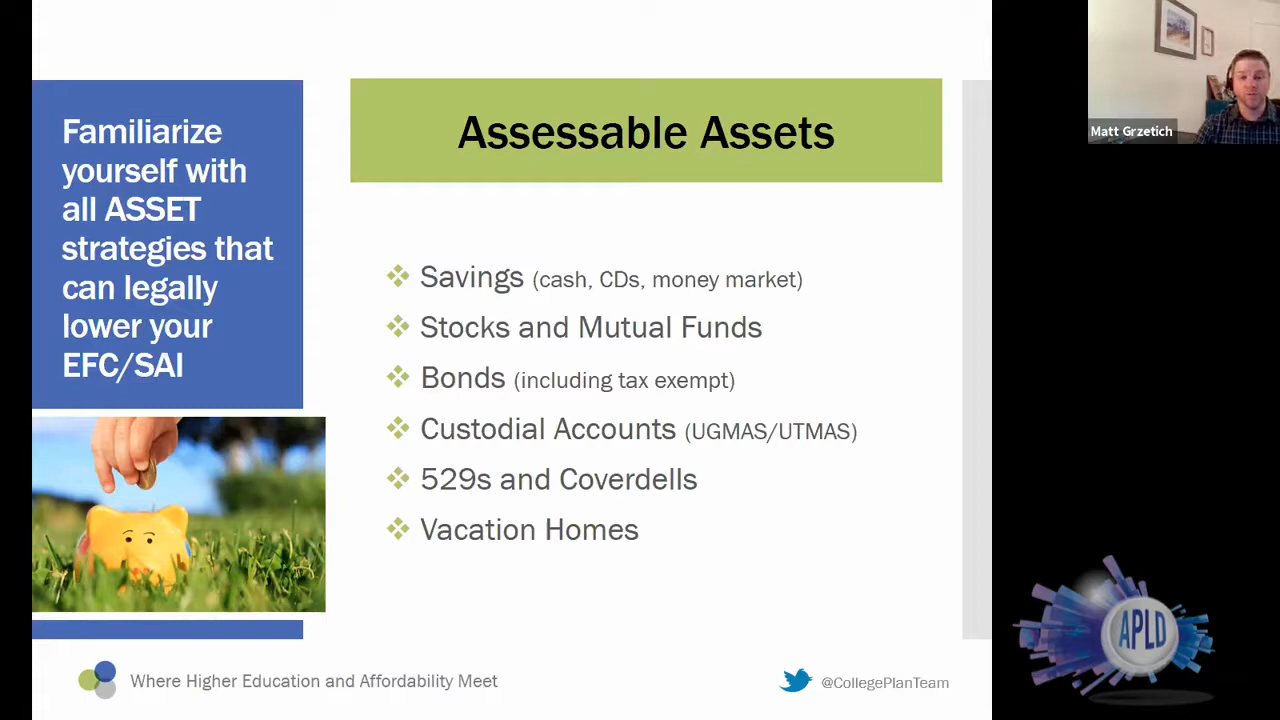 Familiarize
yourself with
all ASSET
strategies that
can legally
lower your
EFC/SAI
Assessable Assets
Savings (cash, CDs, money market)
Stocks and Mutual Funds
Bonds (including tax exempt)
Custodial Accounts (UGMAS/UTMAS)
529s and Coverdells
Vacation Homes
Where Higher Education and Affordability Meet
@CollegePlanTeam
Matt Grzetich
APLD